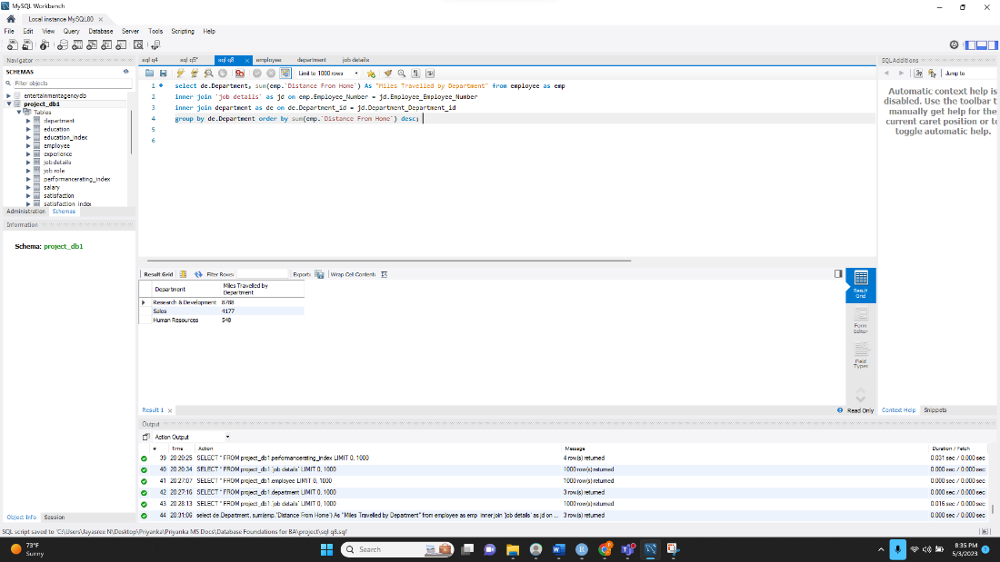 MySQL Workbench
Local instance MySQL80 ×
File Edit View Query Database Server Tools Scripting Help
Navigator
SCHEMAS
Filter objects
entertainmentagencydb
project_db1
Tables
department
education
education_index
employee
experience
job details
job role
performancerating_index
salary
satisfaction
satisfaction_index
Administration Schemas
Information
Schema: project_db1
Object Info Session
sql q4 sql q5* sql q8 × employee department job details
Limit to 1000 rows
1 select de.Department, sum(emp.`Distance From Home`) As "Miles Travelled by Department" from employee as emp
2 inner join `job details` as jd on emp.Employee_Number = jd.Employee_Employee_Number
3 inner join department as de on de.Department_id = jd.Department_Department_id
4 group by de.Department order by sum(emp.`Distance From Home`) desc;
5
6
SQLAdditions
Jump to
Automatic context help is
disabled. Use the toolbar t
manually get help for the
current caret position or to
toggle automatic help.
Result Grid Filter Rows: Export: Wrap Cell Content:
Department Miles Travelled by
Department
Research & Development 8788
Sales 4177
Human Resources 548
Result
Grid
Form
Editor
Field
Types
Result 1 × Read Only Context Help Snippets
Output
Action Output
# Time Action Message Duration / Fetch
39 20:20:25 SELECT * FROM project_db1.performancerating_index LIMIT 0, 1000 4 row(s) returned 0.031 sec / 0.000 sec
40 20:20:34 SELECT * FROM project_db1.`job details` LIMIT 0, 1000 1000 row(s) returned 0.000 sec / 0.000 sec
41 20:27:07 SELECT * FROM project_db1.employee LIMIT 0, 1000 1000 row(s) returned 0.000 sec / 0.000 sec
42 20:27:16 SELECT * FROM project_db1.department LIMIT 0, 1000 3 row(s) returned 0.000 sec / 0.000 sec
43 20:28:13 SELECT * FROM project_db1.`job details` LIMIT 0, 1000 1000 row(s) returned 0.016 sec / 0.000 sec
44 20:31:06 select de.Department, sum(emp.`Distance From Home`) As "Miles Travelled by Department" from employee as emp inner join `job details` as jd on ... 3 row(s) returned 0.000 sec / 0.000 sec
SQL script saved to 'C:\Users\Jayasree N\Desktop\Priyanka\Priyanka MS Docs\Database Foundations for BA\project\sql q8.sql'
73°F
Sunny
Search
8:35 PM
5/3/2023